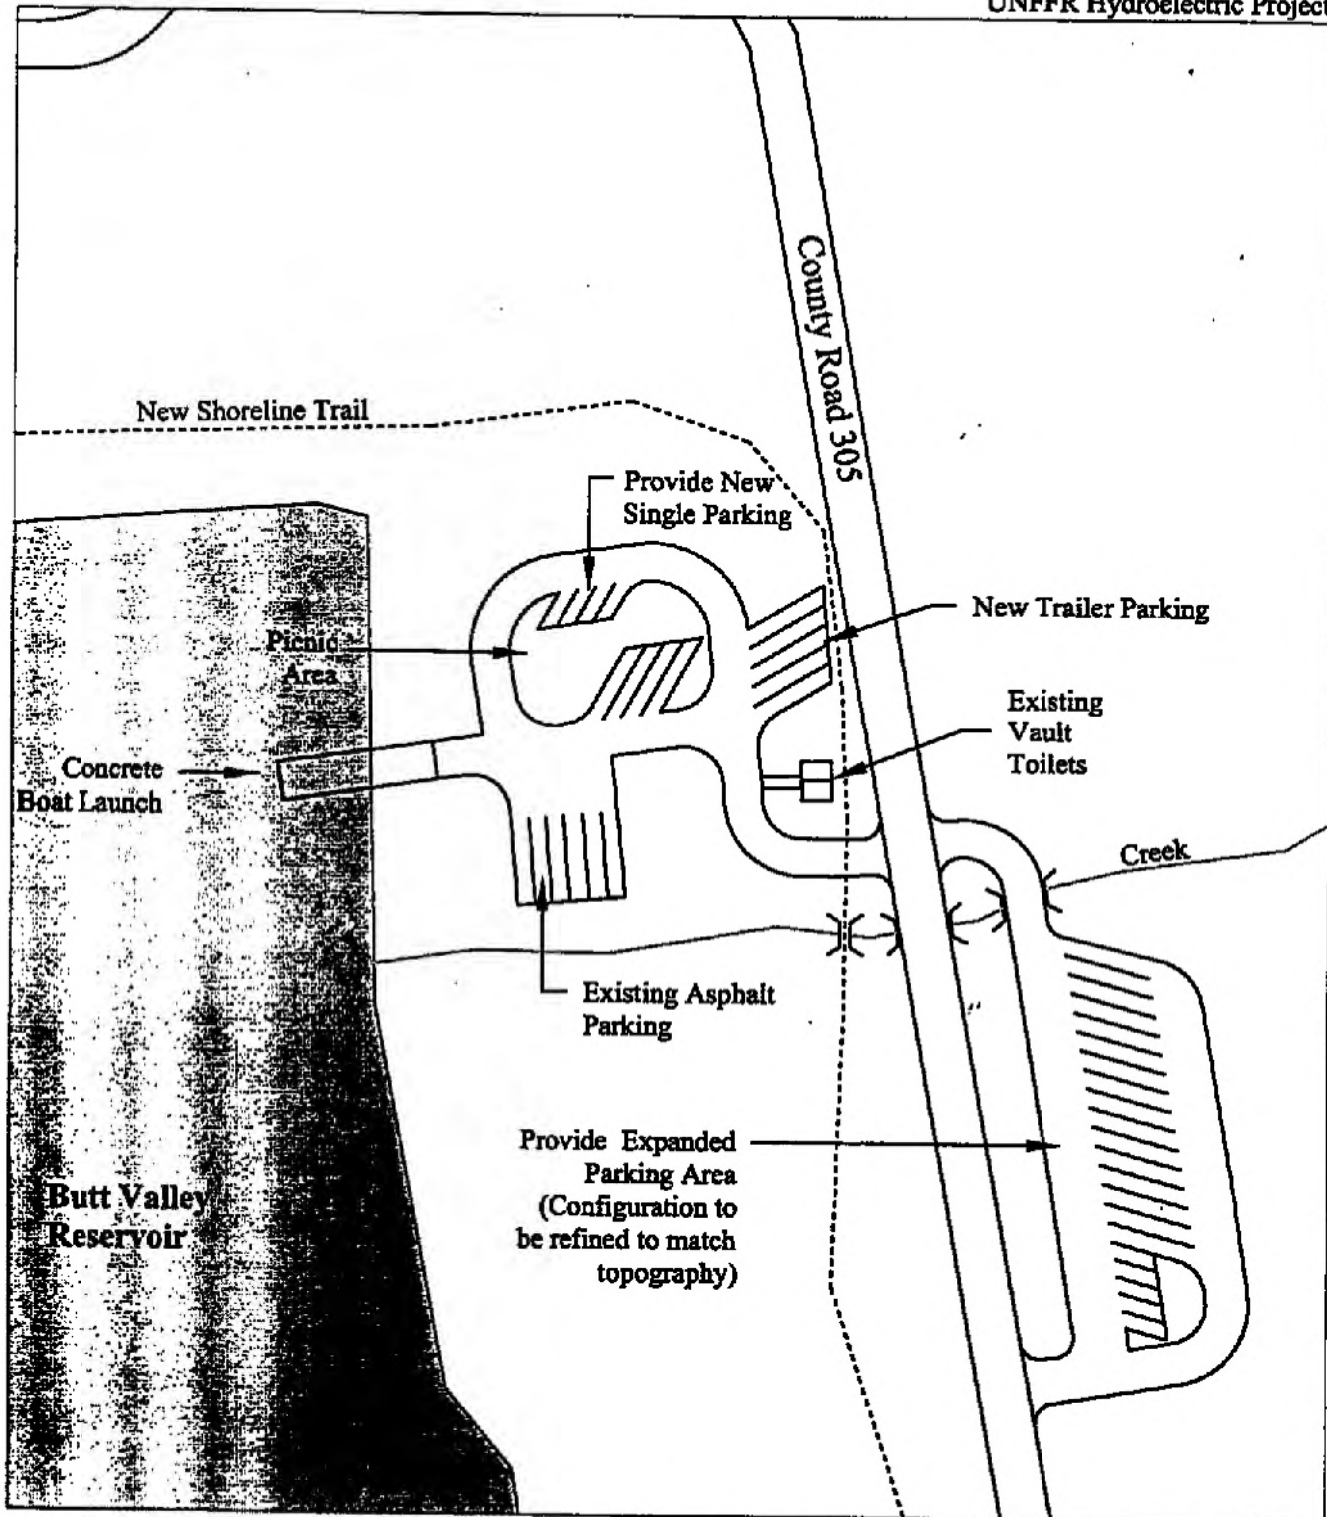 UNFFR Hydroelectric Project
County Road 305
New Shoreline Trail
Provide New
Single Parking
New Trailer Parking
Picnic
Area
Existing
Vault
Toilets
Concrete
Boat Launch
Creek
Existing Asphalt
Parking
Provide Expanded
Parking Area
(Configuration to
be refined to match
topography)
Butt Valley
Reservoir